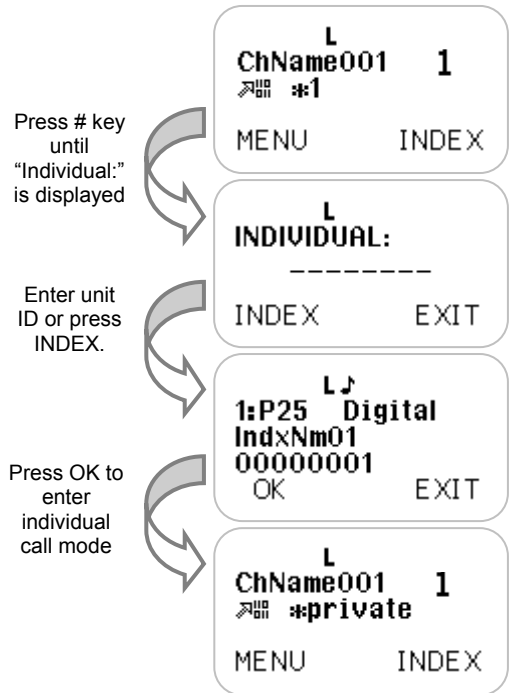 L
ChName001 1
*1
MENU INDEX
Press # key
until
“Individual:”
is displayed
L
INDIVIDUAL:
--------
INDEX EXIT
Enter unit
ID or press
INDEX.
L♪
1:P25 Digital
IndxNm01
00000001
OK EXIT
Press OK to
enter
individual
call mode
L
ChName001 1
*private
MENU INDEX